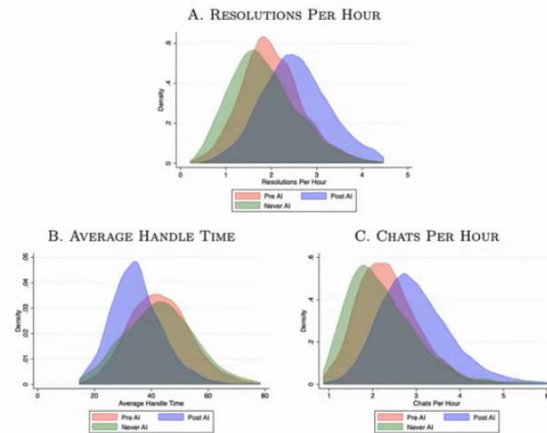 A. RESOLUTIONS PER HOUR
.6
.4
.2
0
Density
0 1 2 3 4 5
Resolutions Per Hour
Pre AI Post AI
Never AI
B. AVERAGE HANDLE TIME
.05
.04
.03
.02
.01
0
Density
0 20 40 60 80
Average Handle Time
Pre AI Post AI
Never AI
C. CHATS PER HOUR
.6
.4
.2
0
Density
1 2 3 4 5 6
Chats Per Hour
Pre AI Post AI
Never AI